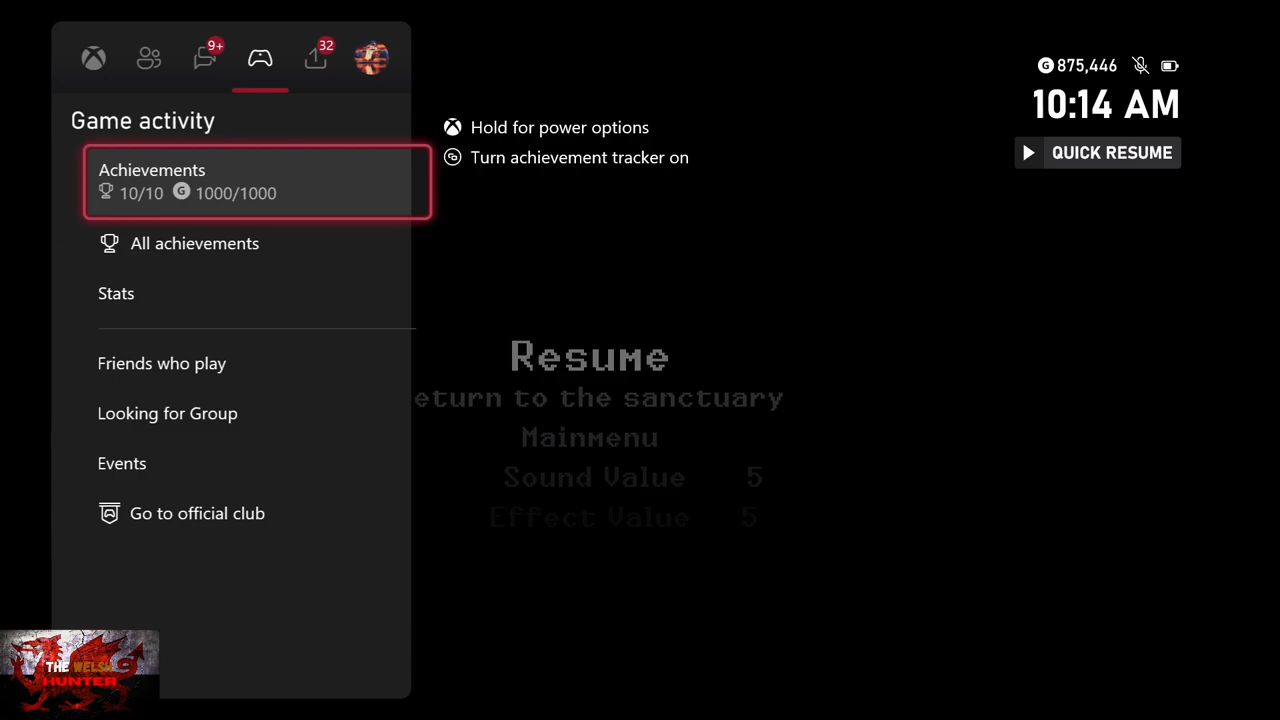 9+
32
Game activity
Achievements
10/10 G 1000/1000
All achievements
Stats
Friends who play
Looking for Group
Events
Go to official club
Hold for power options
Turn achievement tracker on
G 875,446
10:14 AM
QUICK RESUME
Resume
eturn to the sanctuary
Mainmenu
Sound Value 5
Effect Value 5
THE WELSH
HUNTER